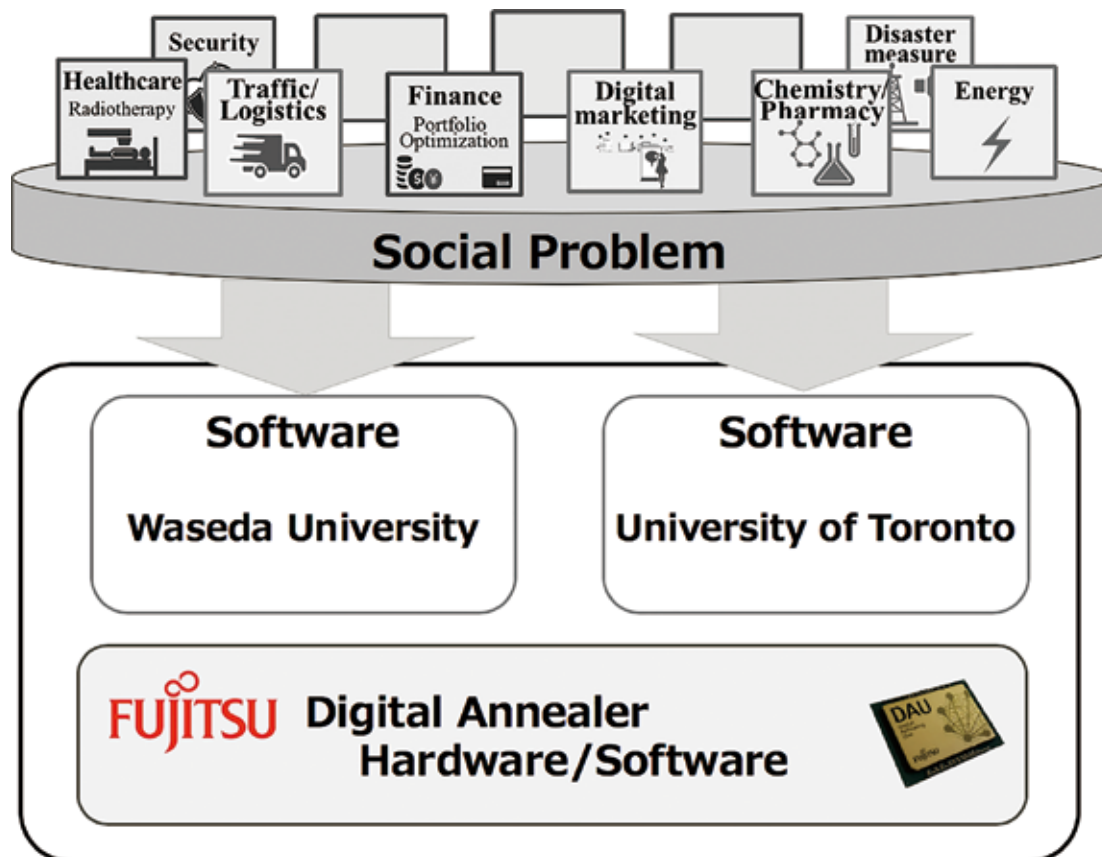 Security
Disaster
measure
Healthcare
Radiotherapy
Traffic/
Logistics
Finance
Portfolio
Optimization
Digital
marketing
Chemistry/
Pharmacy
Energy
Social Problem
Software
Waseda University
Software
University of Toronto
FUJITSU
Digital Annealer
Hardware/Software
DAU
FUJITSU